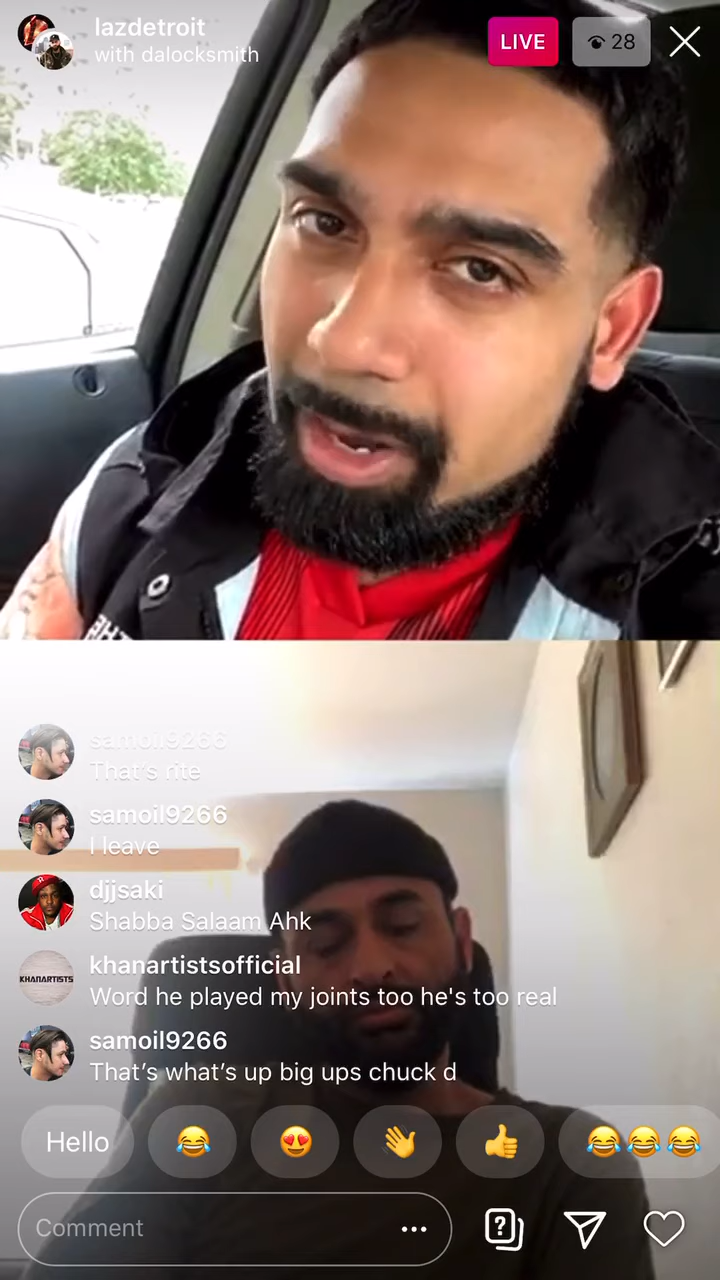 lazdetroit
with dalocksmith
LIVE
28
samoil9266
That's rite
samoil9266
I leave
djjsaki
Shabba Salaam Ahk
KHANARTISTS
khanartistsofficial
Word he played my joints too he's too real
samoil9266
That's what's up big ups chuck d
Hello
Comment